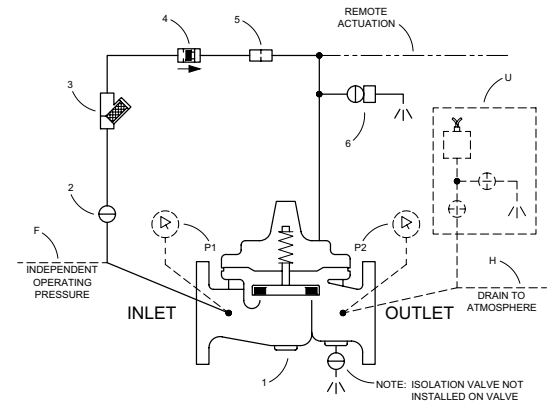 REMOTE
ACTUATION
4
5
U
3
6
2
F
P1
P2
H
INDEPENDENT
OPERATING
PRESSURE
DRAIN TO
ATMOSPHERE
INLET
OUTLET
1
NOTE: ISOLATION VALVE NOT
INSTALLED ON VALVE